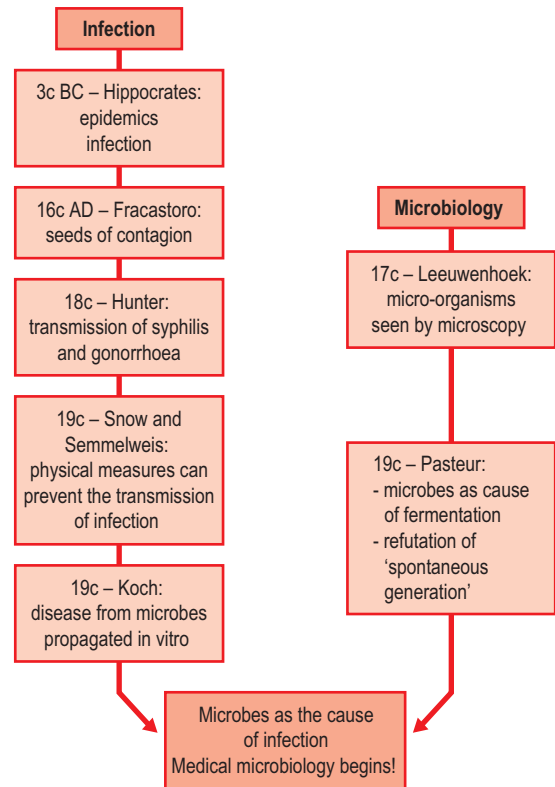 Infection
3c BC – Hippocrates:
epidemics
infection
16c AD – Fracastoro:
seeds of contagion
18c – Hunter:
transmission of syphilis
and gonorrhoea
19c – Snow and
Semmelweis:
physical measures can
prevent the transmission
of infection
19c – Koch:
disease from microbes
propagated in vitro
Microbiology
17c – Leeuwenhoek:
micro-organisms
seen by microscopy
19c – Pasteur:
- microbes as cause
of fermentation
- refutation of
‘spontaneous
generation’
Microbes as the cause
of infection
Medical microbiology begins!